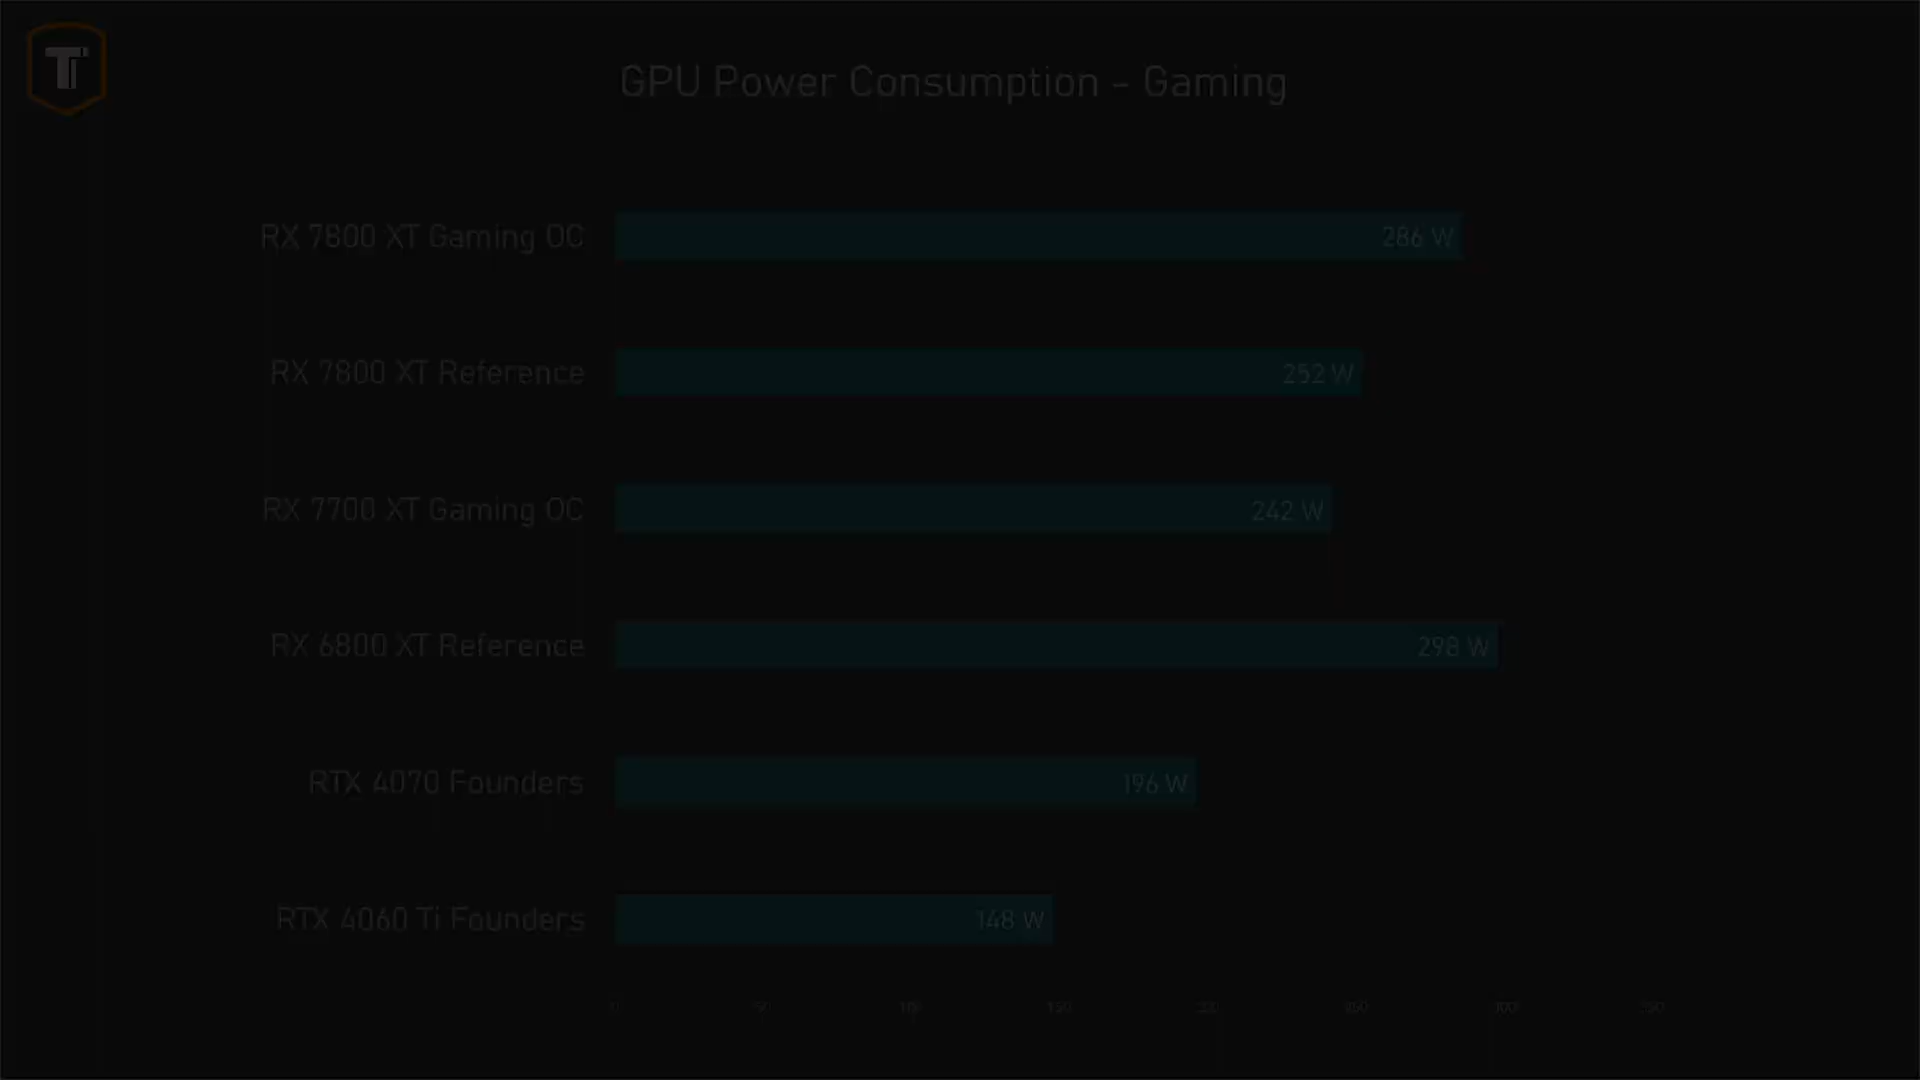 GPU Power Consumption - Gaming
RX 7800 XT Gaming OC
286 W
RX 7800 XT Reference
252 W
RX 7700 XT Gaming OC
242 W
RX 6800 XT Reference
298 W
RTX 4070 Founders
196 W
RTX 4060 Ti Founders
148 W
150